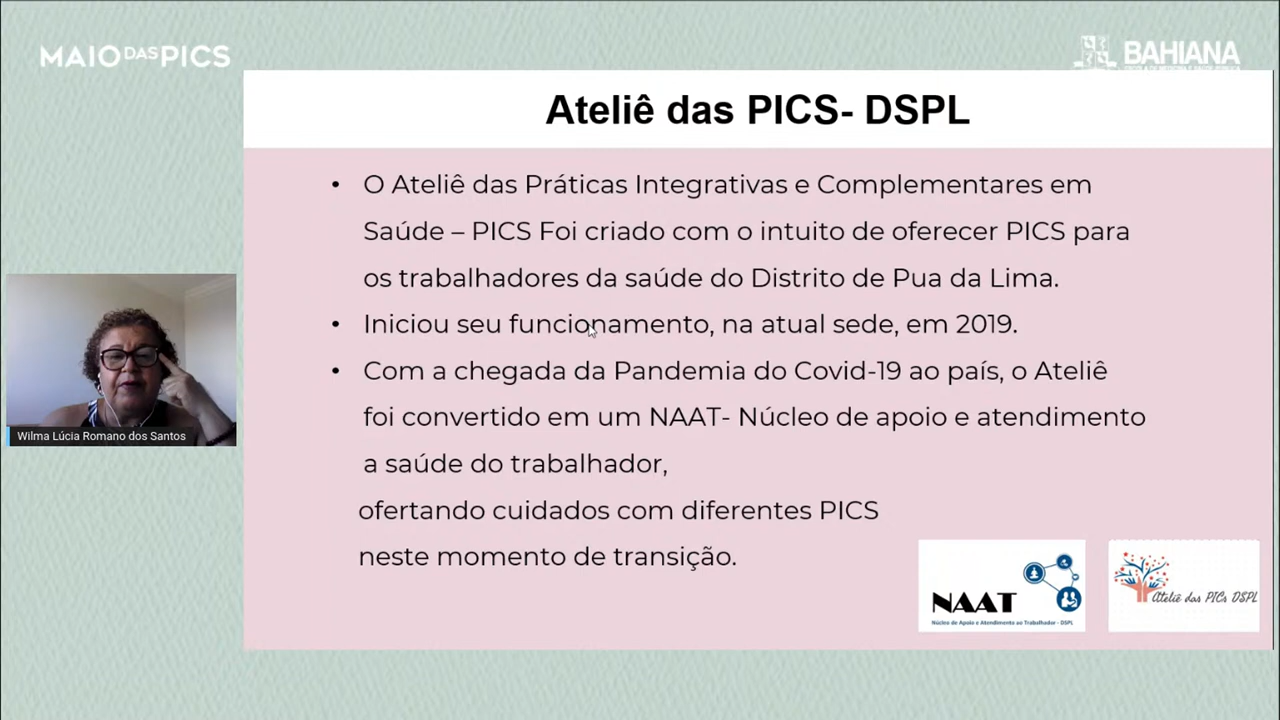 MAIO DAS PICS
BAHIANA
Ateliê das PICS- DSPL
• O Ateliê das Práticas Integrativas e Complementares em
Saúde – PICS Foi criado com o intuito de oferecer PICS para
os trabalhadores da saúde do Distrito de Pua da Lima.
• Iniciou seu funcionamento, na atual sede, em 2019.
• Com a chegada da Pandemia do Covid-19 ao país, o Ateliê
foi convertido em um NAAT- Núcleo de apoio e atendimento
a saúde do trabalhador,
ofertando cuidados com diferentes PICS
neste momento de transição.
Wilma Lúcia Romano dos Santos
NAAT
Núcleo de Apoio e Atendimento ao Trabalhador - DSPL
Ateliê das PICs DSPL